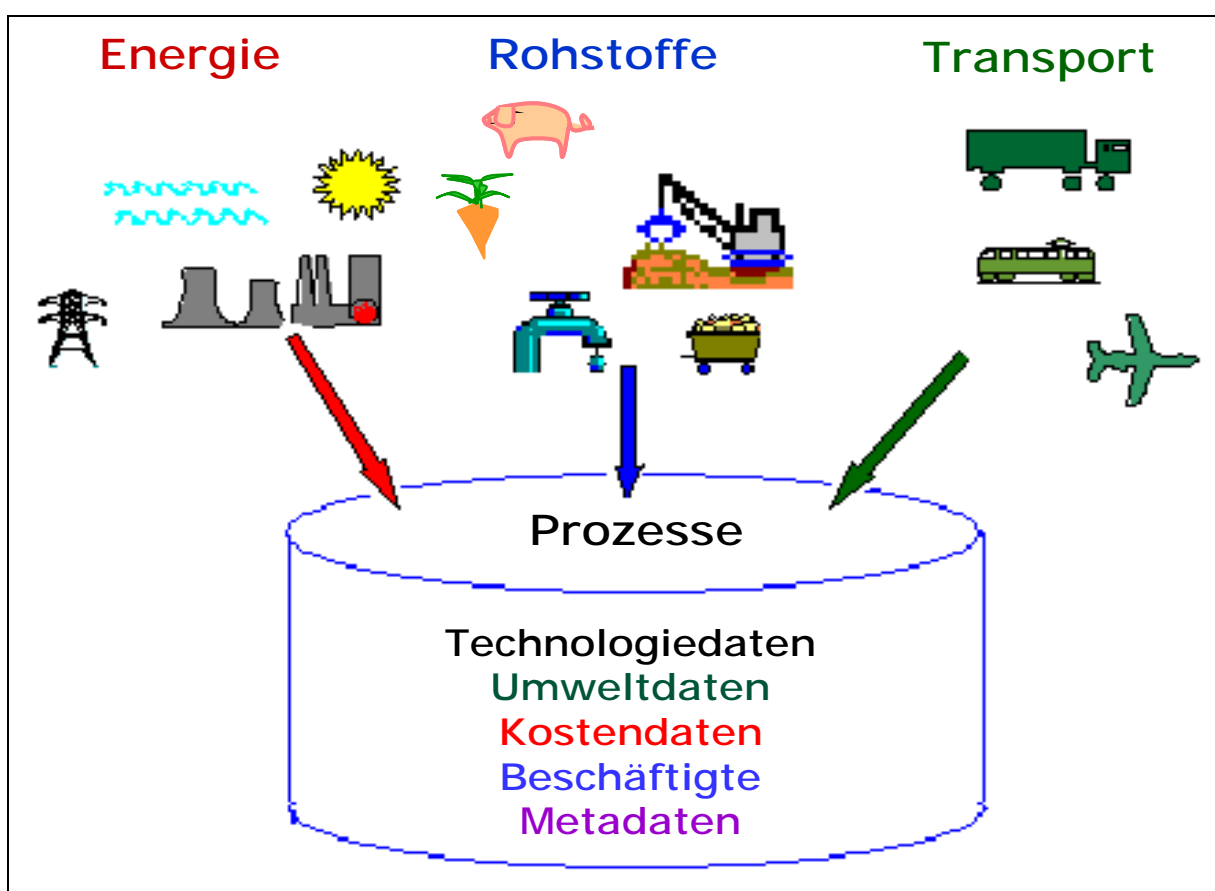 Energie
Rohstoffe
Transport
Prozesse
Technologiedaten
Umweltdaten
Kostendaten
Beschäftigte
Metadaten